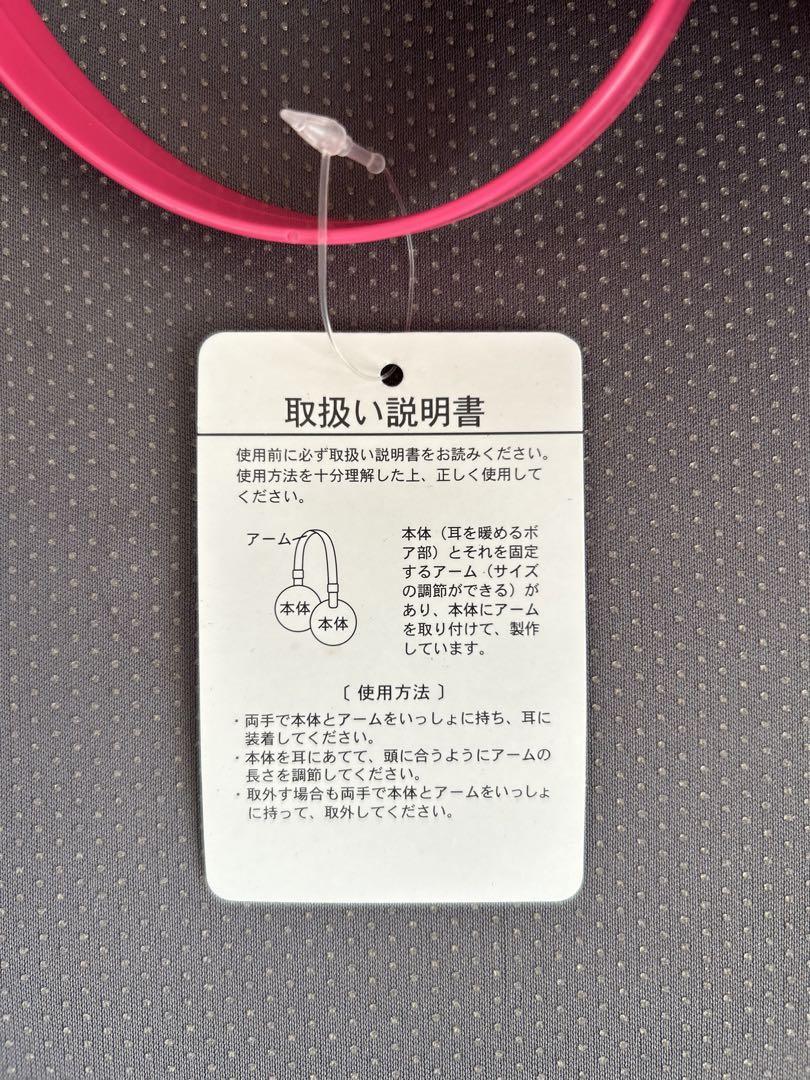 取扱い説明書
使用前に必ず取扱い説明書をお読みください。
使用方法を十分理解した上、正しく使用して
ください。
アーム
本体
本体
本体（耳を暖めるボ
ア部）とそれを固定
するアーム（サイズ
の調節ができる）が
あり、本体にアーム
を取り付けて、製作
しています。
〔 使用方法 〕
・両手で本体とアームをいっしょに持ち、耳に
装着してください。
・本体を耳にあてて、頭に合うようにアームの
長さを調節してください。
・取外す場合も両手で本体とアームをいっしょ
に持って、取外してください。